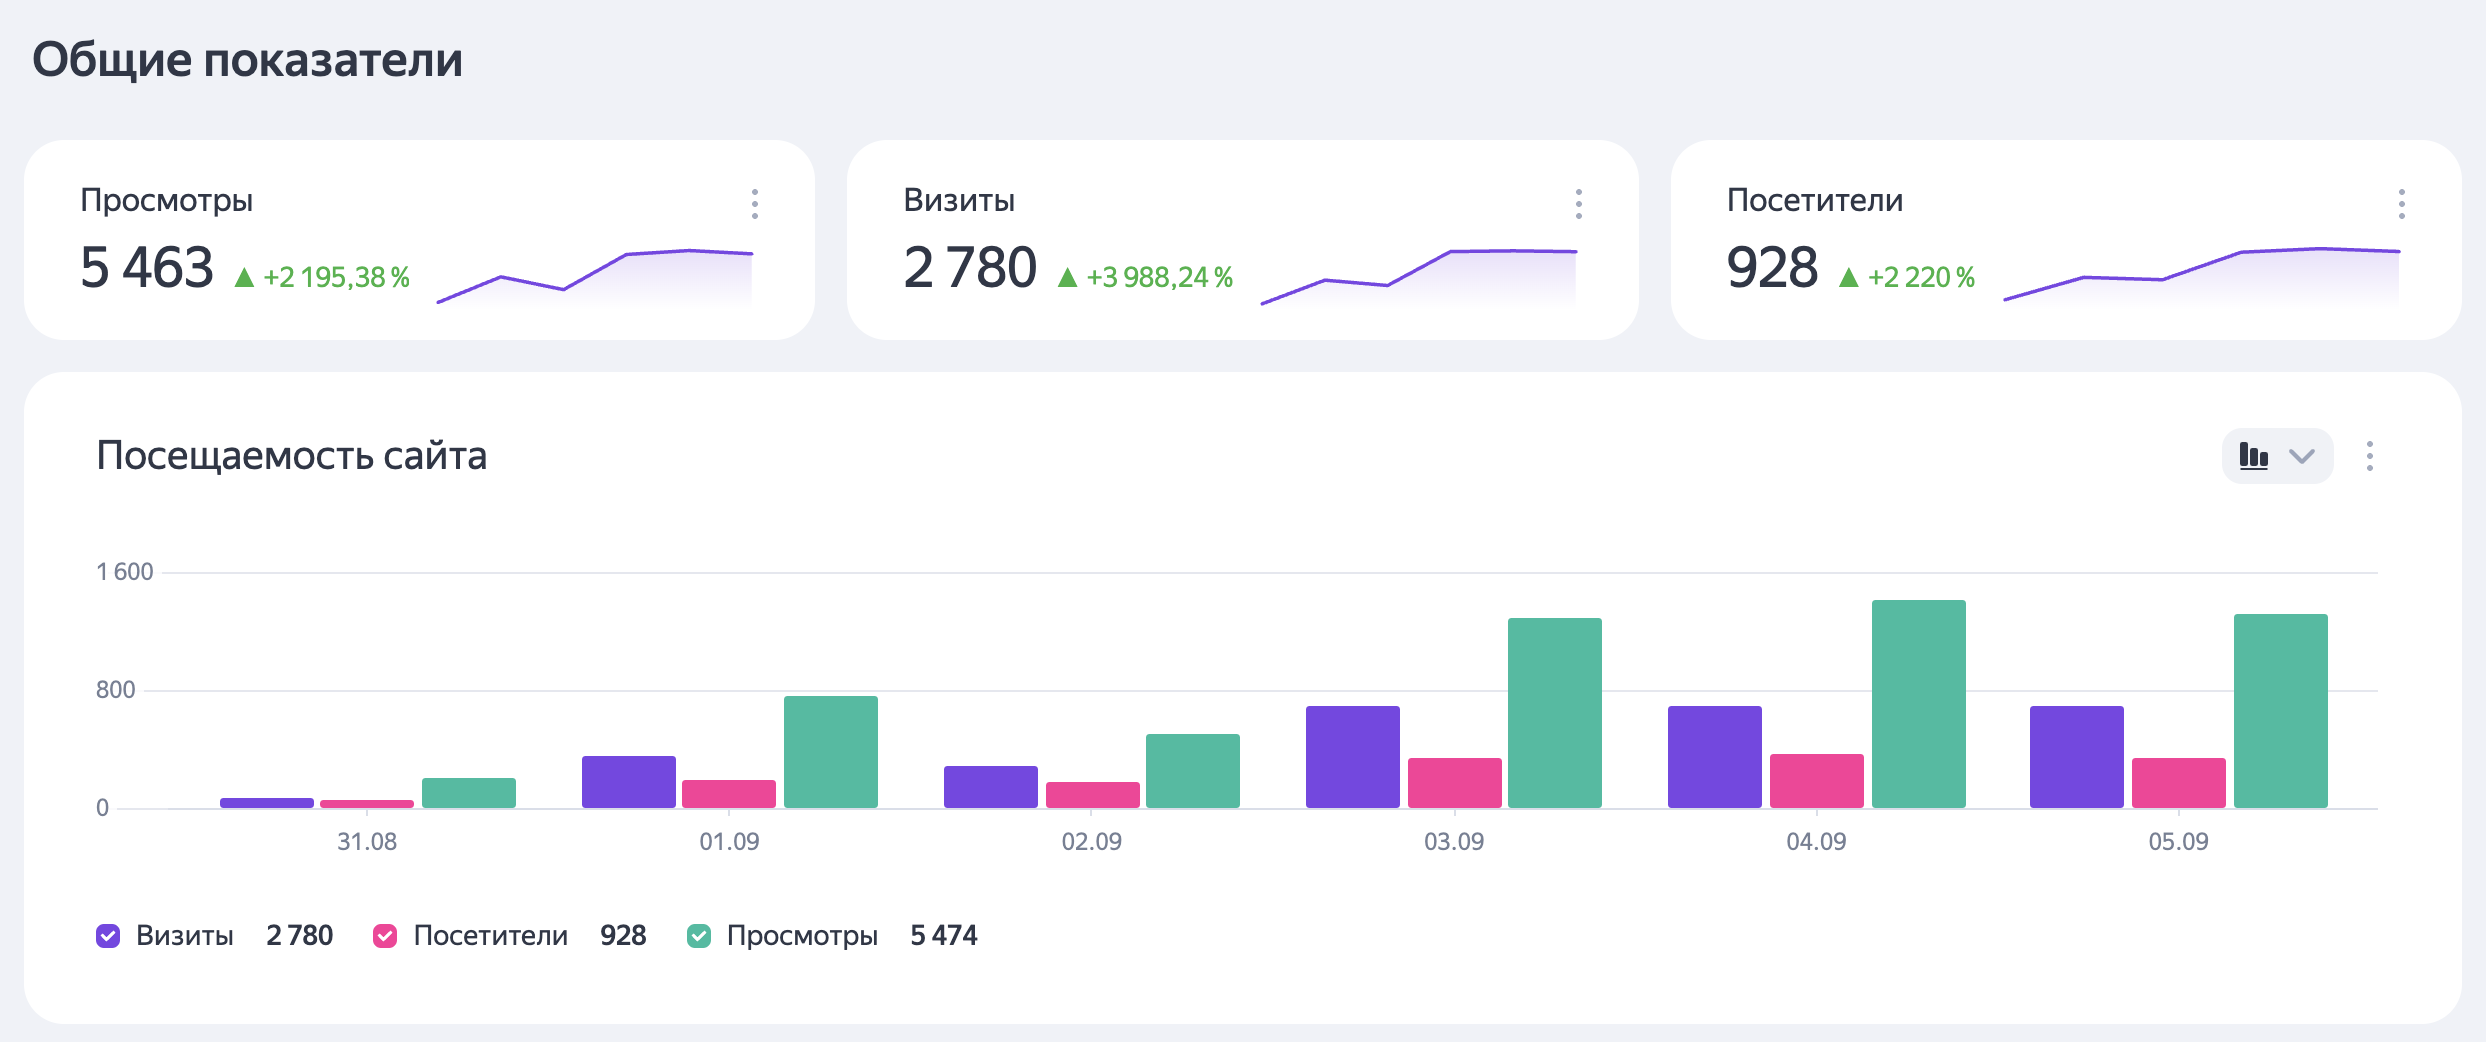 Общие показатели
Просмотры
5 463 ▲ +2 195,38 %
Визиты
2 780 ▲ +3 988,24 %
Посетители
928 ▲ +2 220 %
Посещаемость сайта
1 600
800
0
31.08 01.09 02.09 03.09 04.09 05.09
Визиты 2 780 Посетители 928 Просмотры 5 474